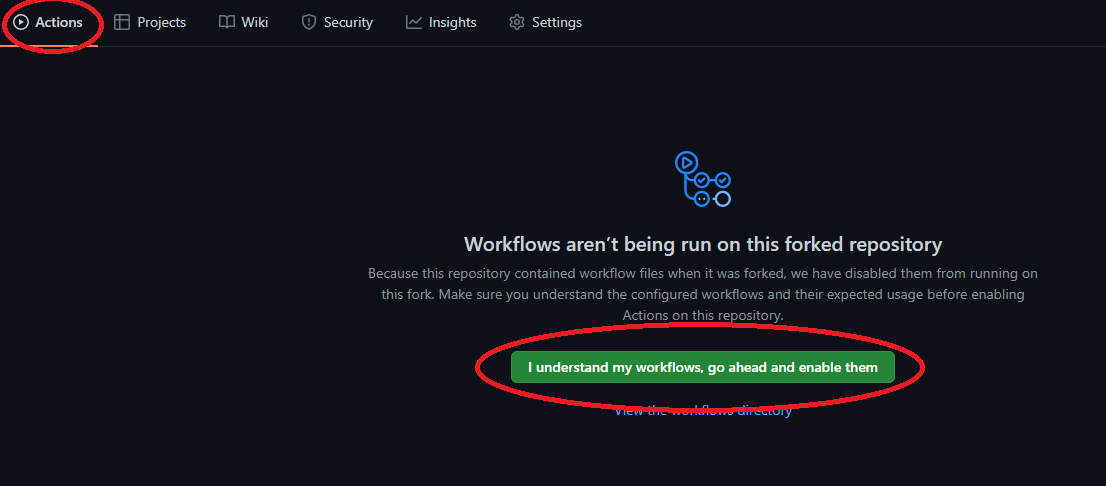 Actions Projects Wiki Security Insights Settings
Workflows aren’t being run on this forked repository
Because this repository contained workflow files when it was forked, we have disabled them from running on
this fork. Make sure you understand the configured workflows and their expected usage before enabling
Actions on this repository.
I understand my workflows, go ahead and enable them
View the workflows directory